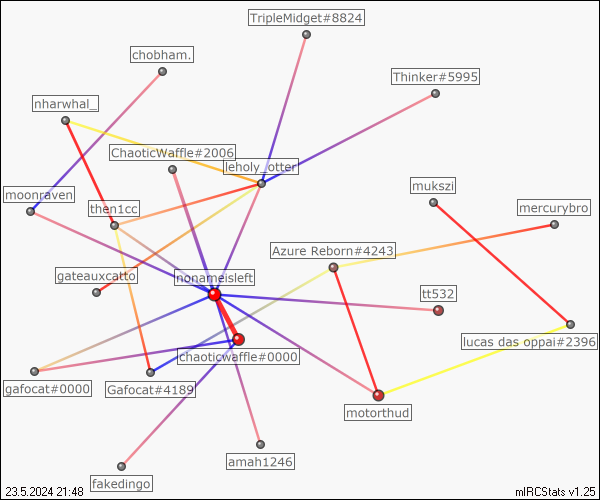 TripleMidget#8824
chobham.
Thinker#5995
nharwhal_
ChaoticWaffle#2006
leholy_otter
mukszi
moonraven
then1cc
mercurybro
Azure Reborn#4243
gateauxcatto
nonameisleft
tt532
lucas das oppai#2396
chaoticwaffle#0000
gafocat#0000
Gafocat#4189
motorthud
amah1246
fakedingo
23.5.2024 21:48
mIRCStats v1.25